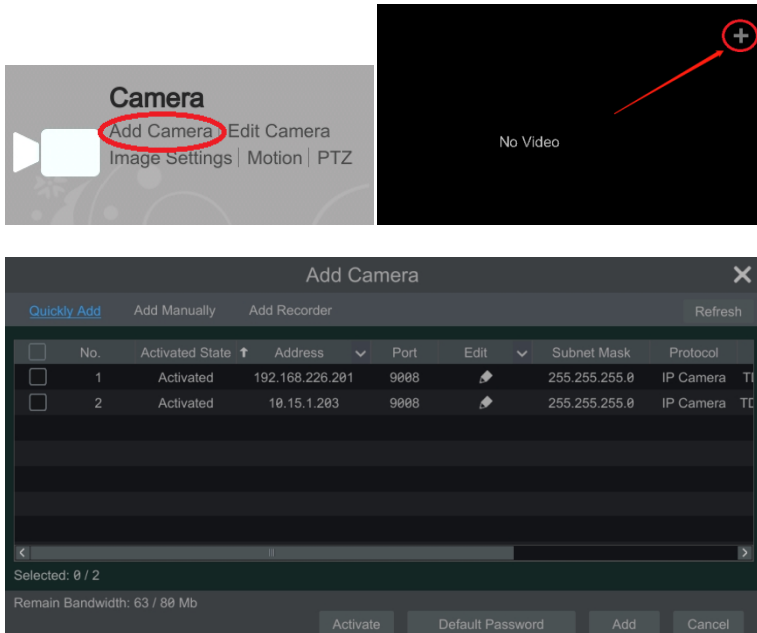 Camera
Add Camera | Edit Camera
Image Settings | Motion | PTZ
No Video
Add Camera
Quickly Add Add Manually Add Recorder Refresh
No. Activated State Address Port Edit Subnet Mask Protocol
1 Activated 192.168.226.201 9008 255.255.255.0 IP Camera
2 Activated 10.15.1.203 9008 255.255.255.0 IP Camera
Selected: 0 / 2
Remain Bandwidth: 63 / 80 Mb
Activate Default Password Add Cancel